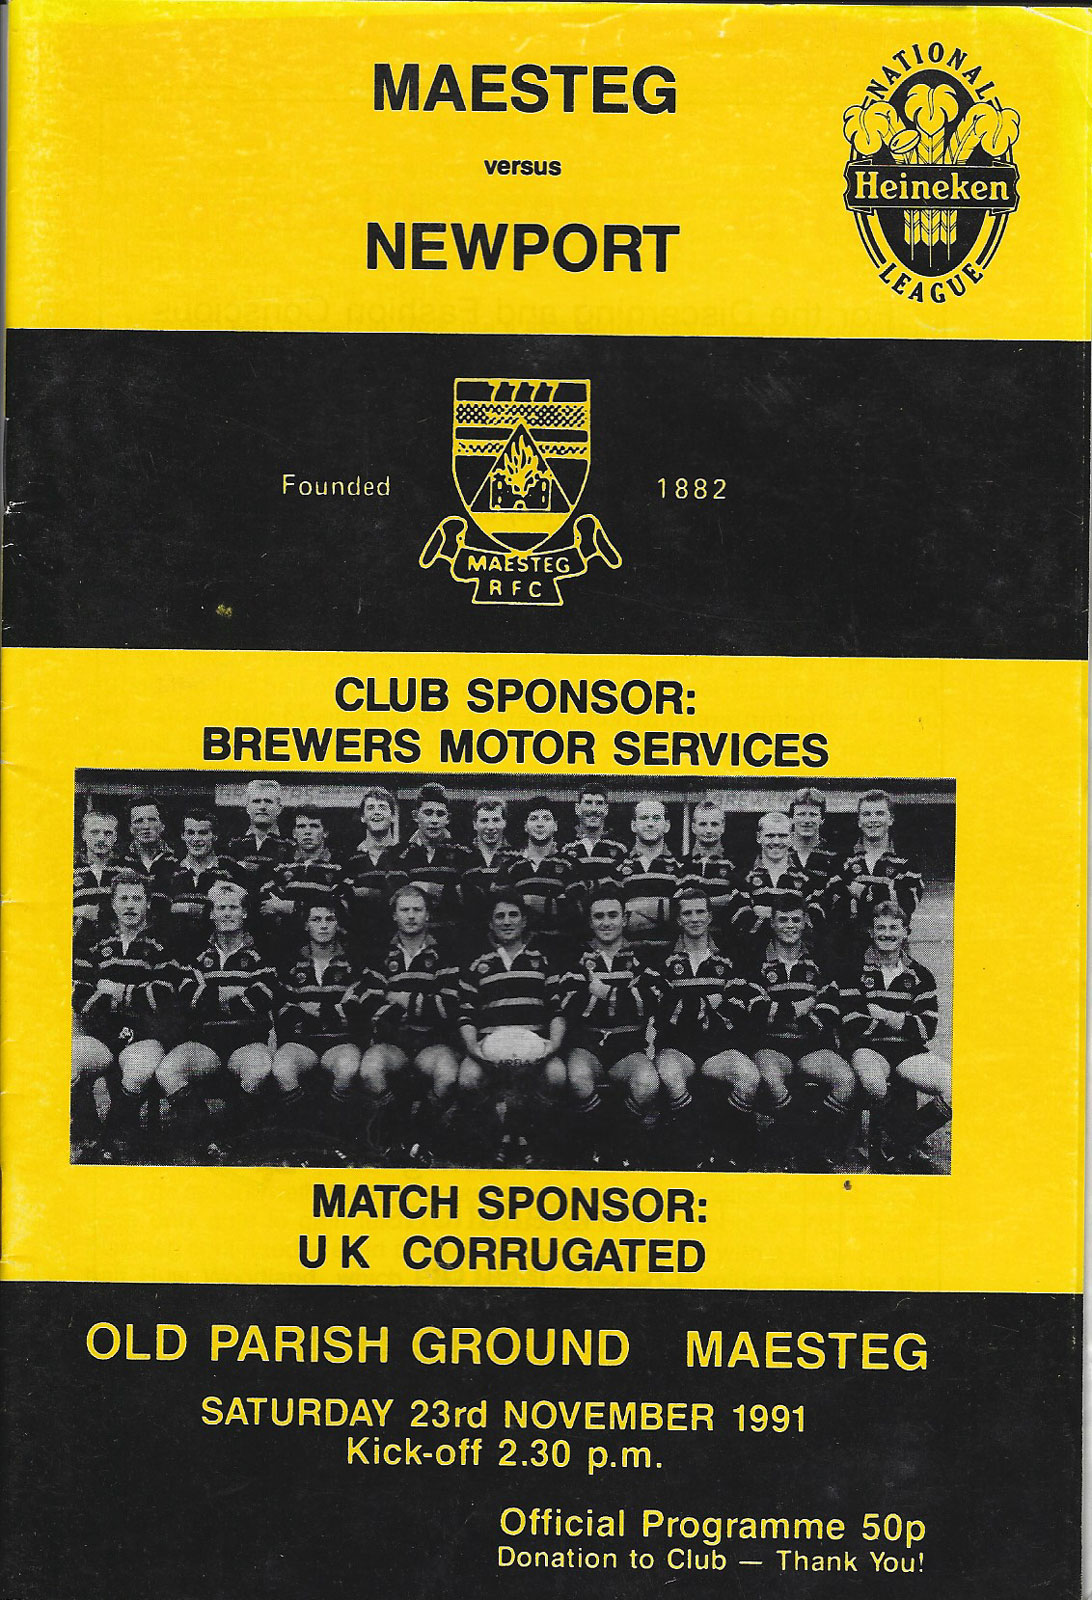 MAESTEG
versus
NEWPORT
NATIONAL
Heineken
LEAGUE
Founded
1882
MAESTEG
RFC
CLUB SPONSOR:
BREWERS MOTOR SERVICES
MATCH SPONSOR:
UK CORRUGATED
OLD PARISH GROUND MAESTEG
SATURDAY 23rd NOVEMBER 1991
Kick-off 2.30 p.m.
Official Programme 50p
Donation to Club — Thank You!